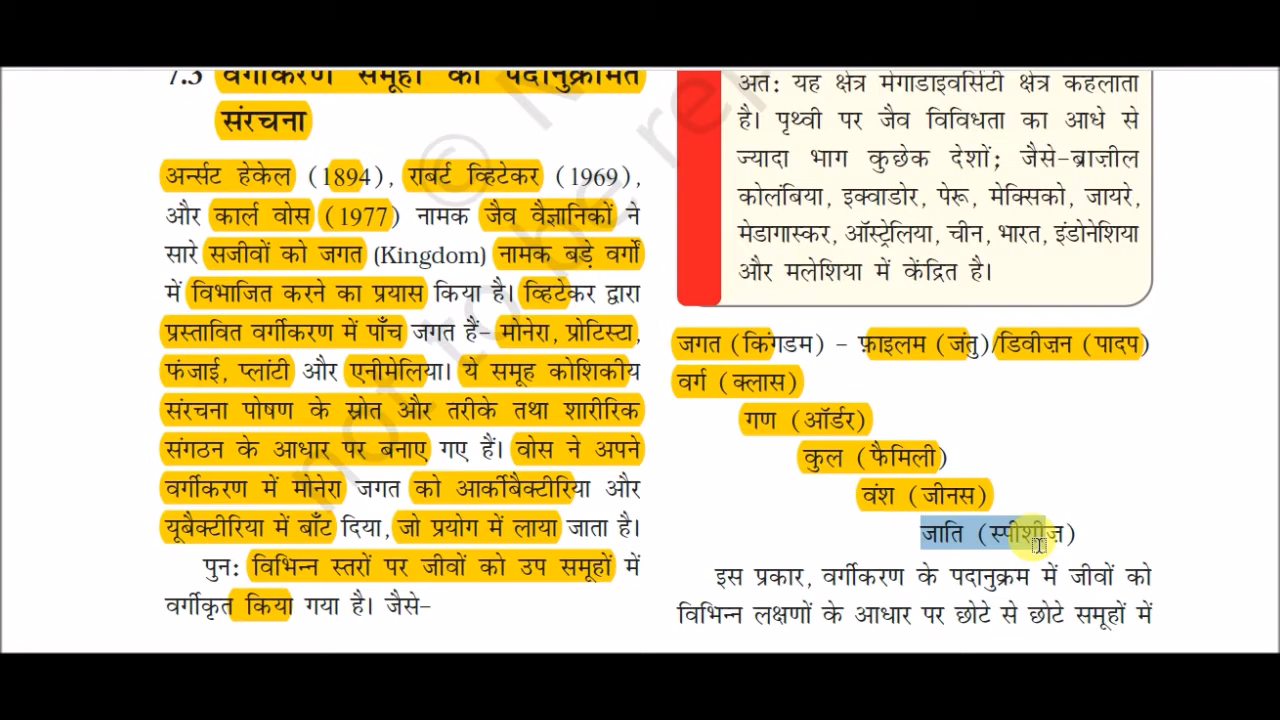 7.3 वर्गीकरण समूहों की पदानुक्रमित
संरचना
अर्न्सट हेकेल (1894), राबर्ट व्हिटेकर (1969),
और कार्ल वोस (1977) नामक जैव वैज्ञानिकों ने
सारे सजीवों को जगत (Kingdom) नामक बड़े वर्गों
में विभाजित करने का प्रयास किया है। व्हिटेकर द्वारा
प्रस्तावित वर्गीकरण में पाँच जगत हैं– मोनेरा, प्रोटिस्टा,
फंजाई, प्लांटी और एनीमेलिया। ये समूह कोशिकीय
संरचना पोषण के स्रोत और तरीके तथा शारीरिक
संगठन के आधार पर बनाए गए हैं। वोस ने अपने
वर्गीकरण में मोनेरा जगत को आर्कीबैक्टीरिया और
यूबैक्टीरिया में बाँट दिया, जो प्रयोग में लाया जाता है।
पुन: विभिन्न स्तरों पर जीवों को उप समूहों में
वर्गीकृत किया गया है। जैसे–
अत: यह क्षेत्र मेगाडाइवर्सिटी क्षेत्र कहलाता
है। पृथ्वी पर जैव विविधता का आधे से
ज्यादा भाग कुछेक देशों; जैसे–ब्राज़ील
कोलंबिया, इक्वाडोर, पेरू, मेक्सिको, जायरे,
मेडागास्कर, ऑस्ट्रेलिया, चीन, भारत, इंडोनेशिया
और मलेशिया में केंद्रित है।
जगत (किंगडम) – फ़ाइलम (जंतु)/डिवीज़न (पादप)
वर्ग (क्लास)
गण (ऑर्डर)
कुल (फैमिली)
वंश (जीनस)
जाति (स्पीशीज़)
इस प्रकार, वर्गीकरण के पदानुक्रम में जीवों को
विभिन्न लक्षणों के आधार पर छोटे से छोटे समूहों में